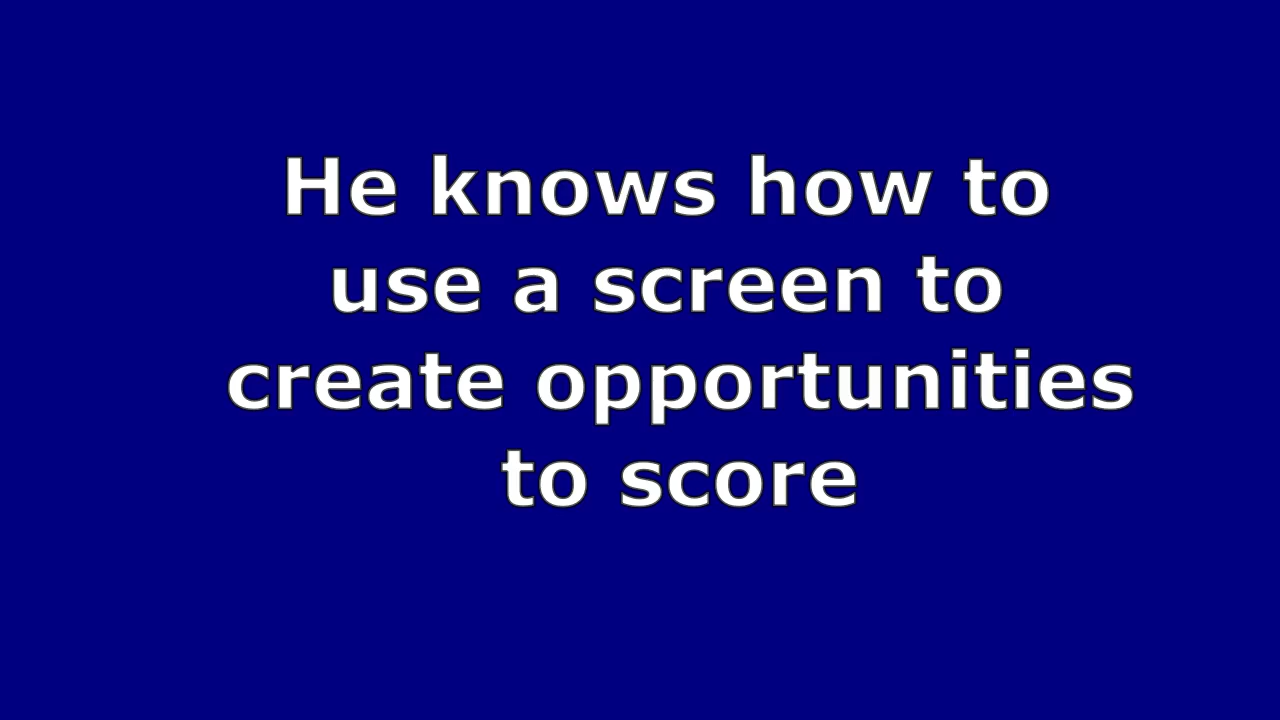 He knows how to
use a screen to
create opportunities
to score